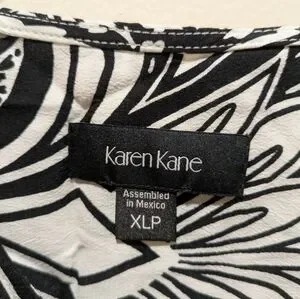 Karen Kane
Assembled
in Mexico
XLP